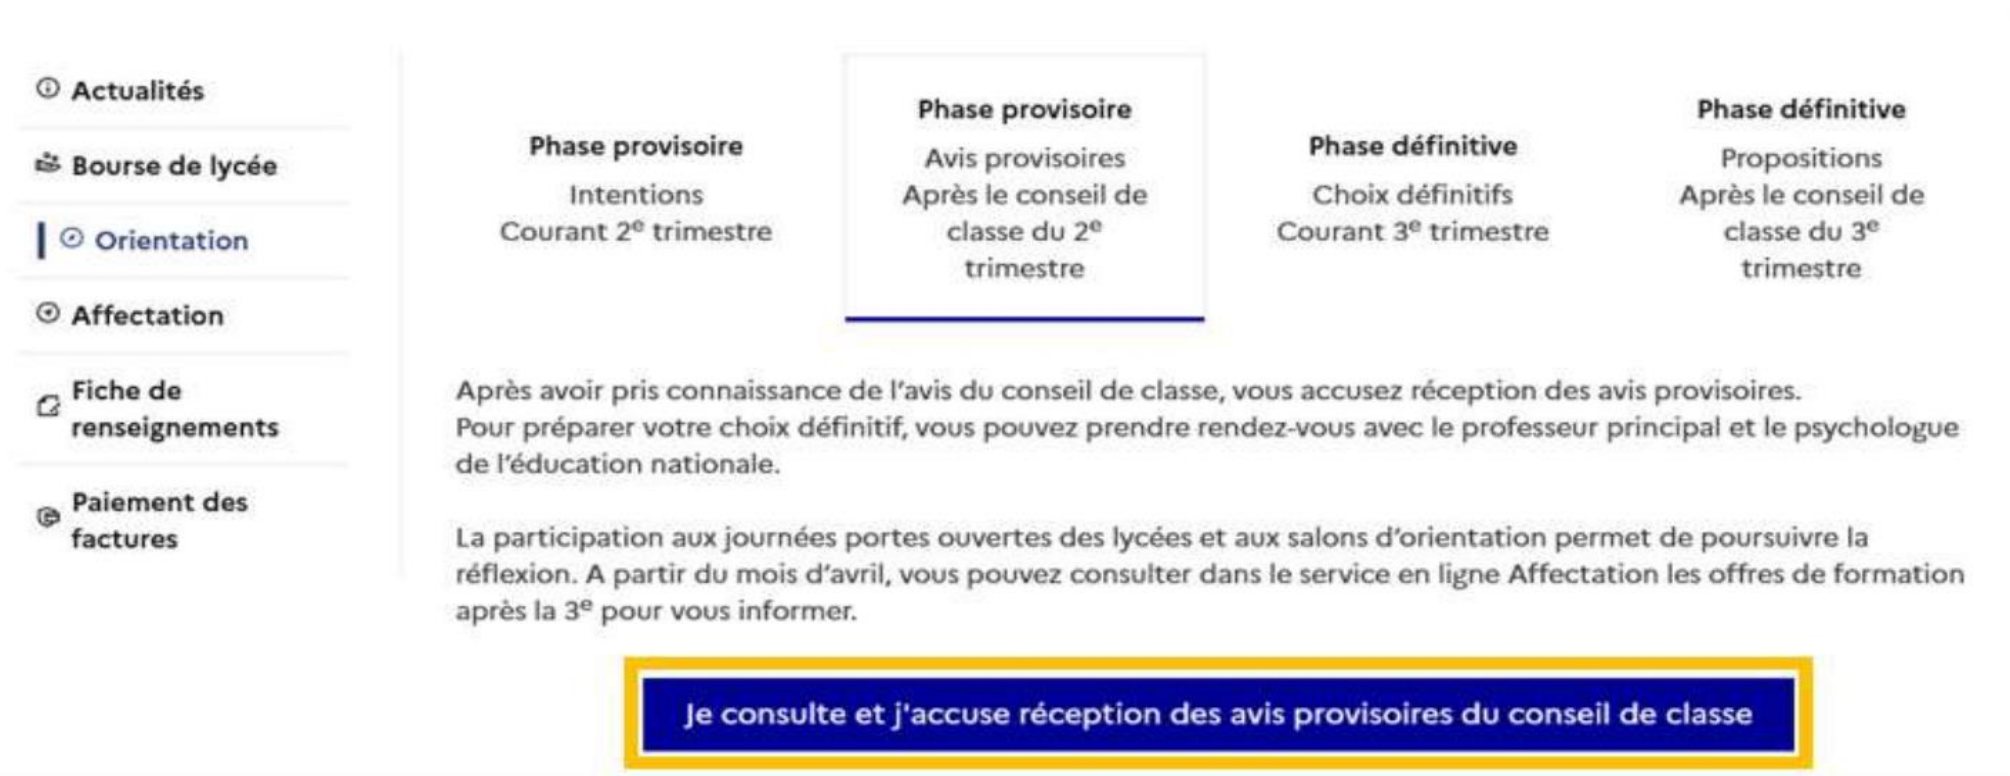 Actualités
Bourse de lycée
Orientation
Affectation
Fiche de
renseignements
Paiement des
factures
Phase provisoire
Intentions
Courant 2e trimestre
Phase provisoire
Avis provisoires
Après le conseil de
classe du 2e
trimestre
Phase définitive
Choix définitifs
Courant 3e trimestre
Phase définitive
Propositions
Après le conseil de
classe du 3e
trimestre
Après avoir pris connaissance de l'avis du conseil de classe, vous accusez réception des avis provisoires.
Pour préparer votre choix définitif, vous pouvez prendre rendez-vous avec le professeur principal et le psychologue
de l'éducation nationale.
La participation aux journées portes ouvertes des lycées et aux salons d'orientation permet de poursuivre la
réflexion. A partir du mois d'avril, vous pouvez consulter dans le service en ligne Affectation les offres de formation
après la 3e pour vous informer.
Je consulte et j'accuse réception des avis provisoires du conseil de classe